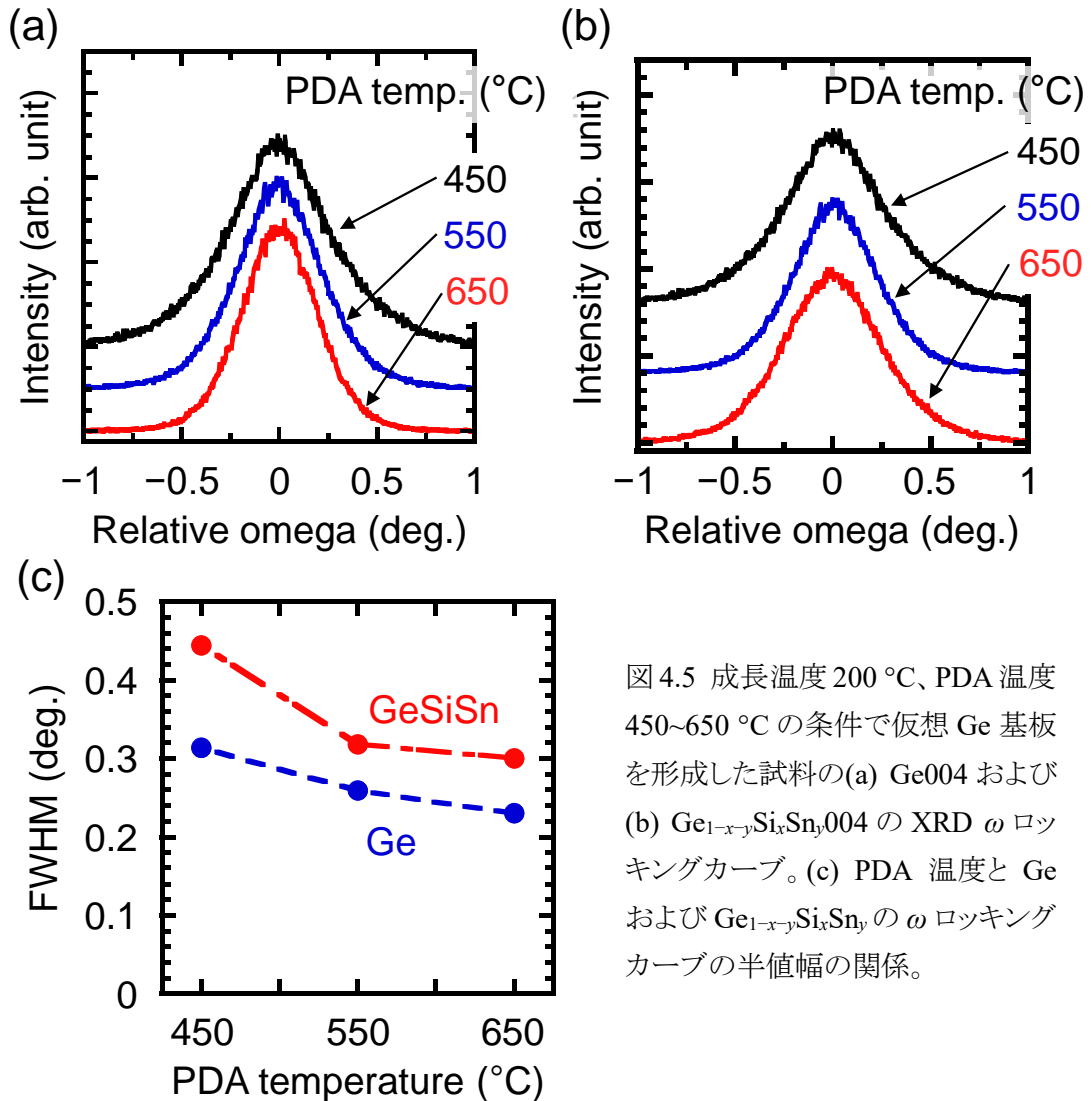 (a)
PDA temp. (°C)
450
550
650
Intensity (arb. unit)
−1 −0.5 0 0.5 1
Relative omega (deg.)
(b)
PDA temp. (°C)
450
550
650
Intensity (arb. unit)
−1 −0.5 0 0.5 1
Relative omega (deg.)
(c)
0.5
0.4
0.3
0.2
0.1
0
FWHM (deg.)
GeSiSn
Ge
450 550 650
PDA temperature (°C)
図4.5 成長温度200 °C、PDA 温度
450~650 °C の条件で仮想 Ge 基板
を形成した試料の(a) Ge004 および
(b) Ge1−x−ySixSny004 の XRD ω ロッ
キングカーブ。(c) PDA 温度と Ge
および Ge1−x−ySixSny の ω ロッキング
カーブの半値幅の関係。